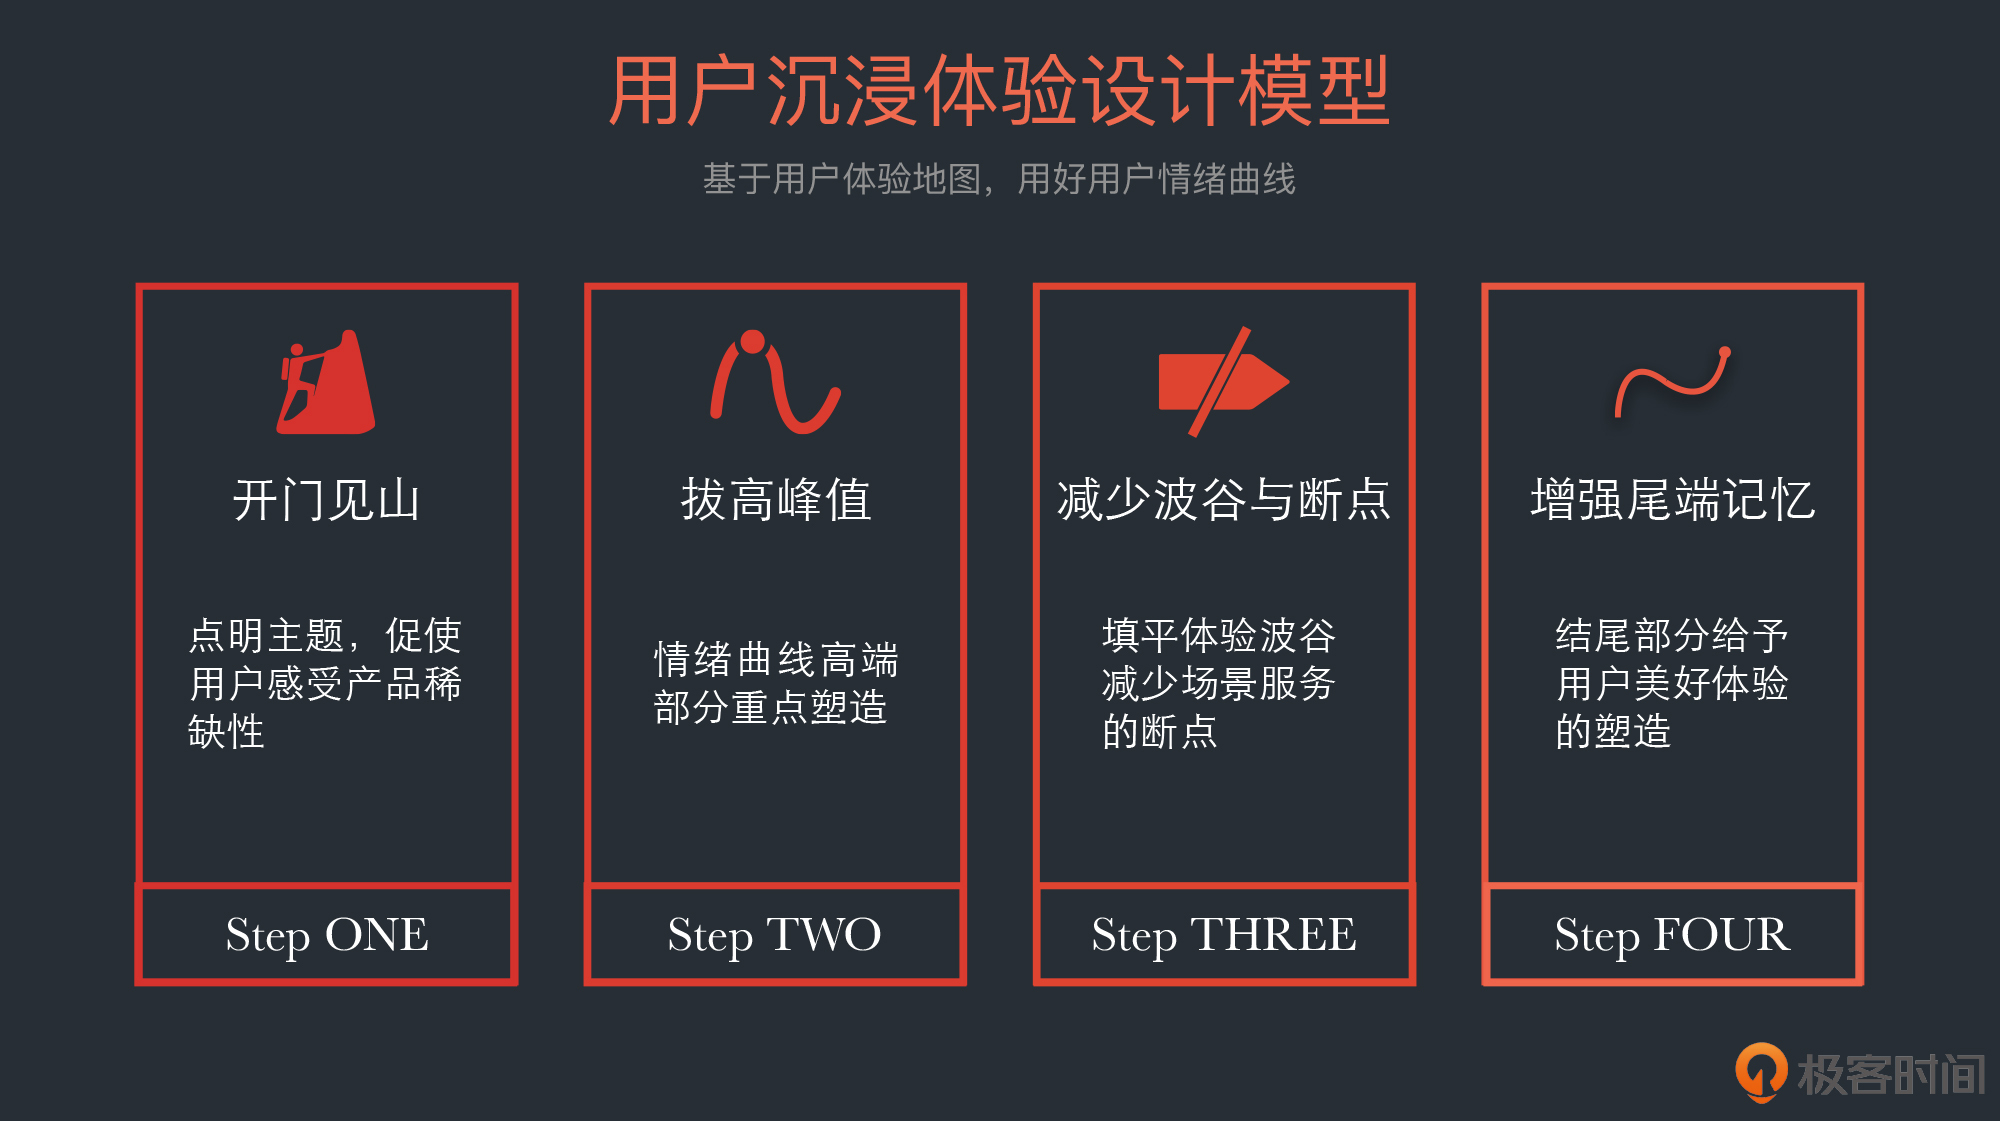 用户沉浸体验设计模型
基于用户体验地图，用好用户情绪曲线
开门见山
点明主题，促使
用户感受产品稀
缺性
Step ONE
拔高峰值
情绪曲线高端
部分重点塑造
Step TWO
减少波谷与断点
填平体验波谷
减少场景服务
的断点
Step THREE
增强尾端记忆
结尾部分给予
用户美好体验
的塑造
Step FOUR
极客时间